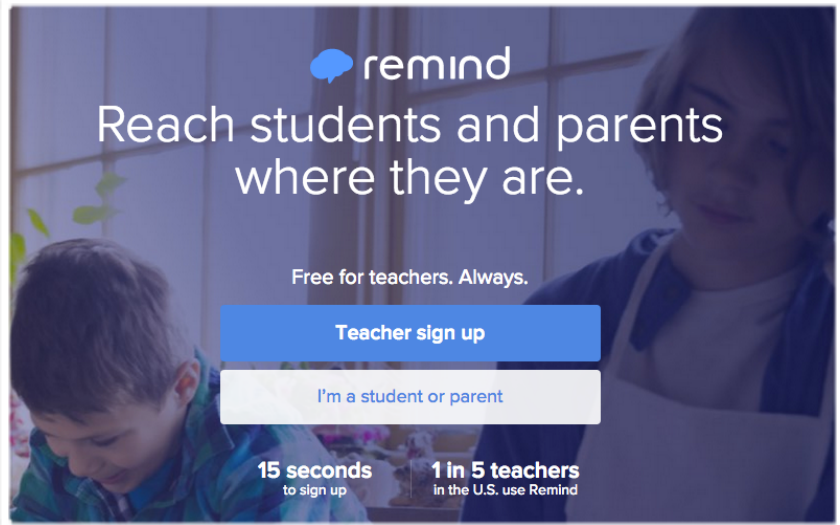 remind
Reach students and parents
where they are.
Free for teachers. Always.
Teacher sign up
I'm a student or parent
15 seconds
to sign up
1 in 5 teachers
in the U.S. use Remind